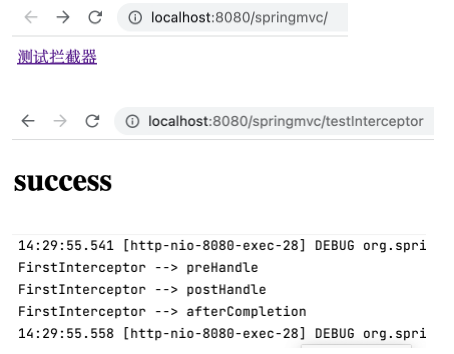 localhost:8080/springmvc/
测试拦截器
localhost:8080/springmvc/testInterceptor
success
14:29:55.541 [http-nio-8080-exec-28] DEBUG org.spri
FirstInterceptor --> preHandle
FirstInterceptor --> postHandle
FirstInterceptor --> afterCompletion
14:29:55.558 [http-nio-8080-exec-28] DEBUG org.spri